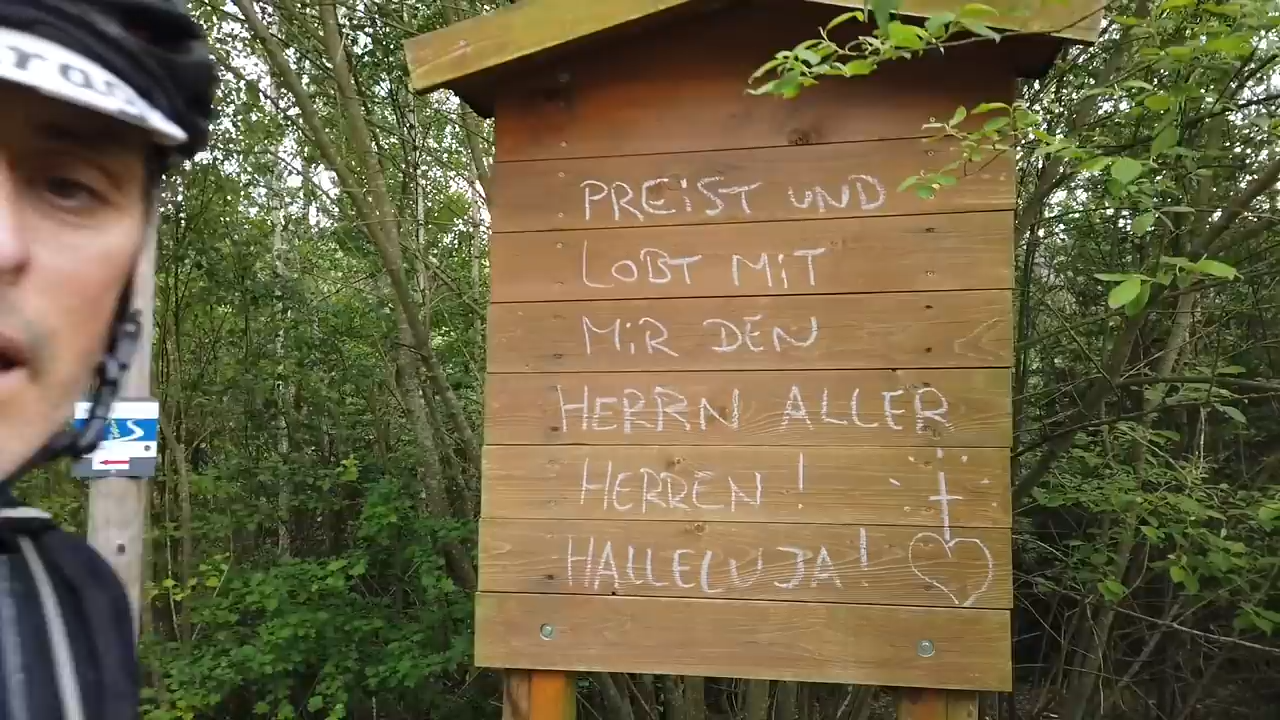 PREiST UND
LOBT MiT
MiR DEN
HERRN ALLER
HERREN!
HALLELUJA!